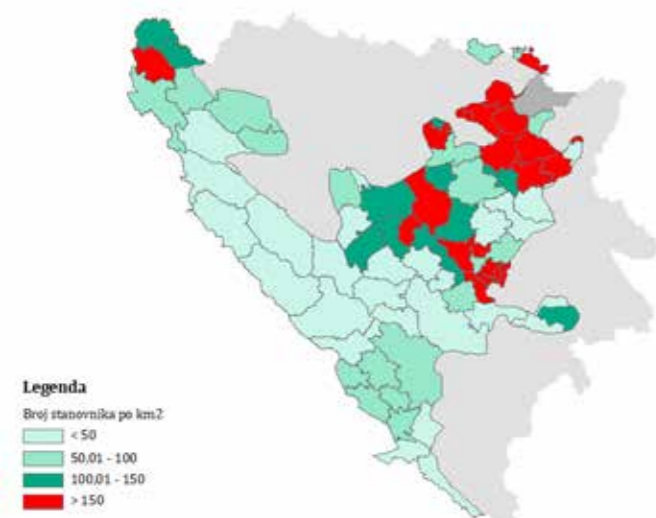 Legenda
Broj stanovnika po km2
< 50
50,01 - 100
100,01 - 150
> 150